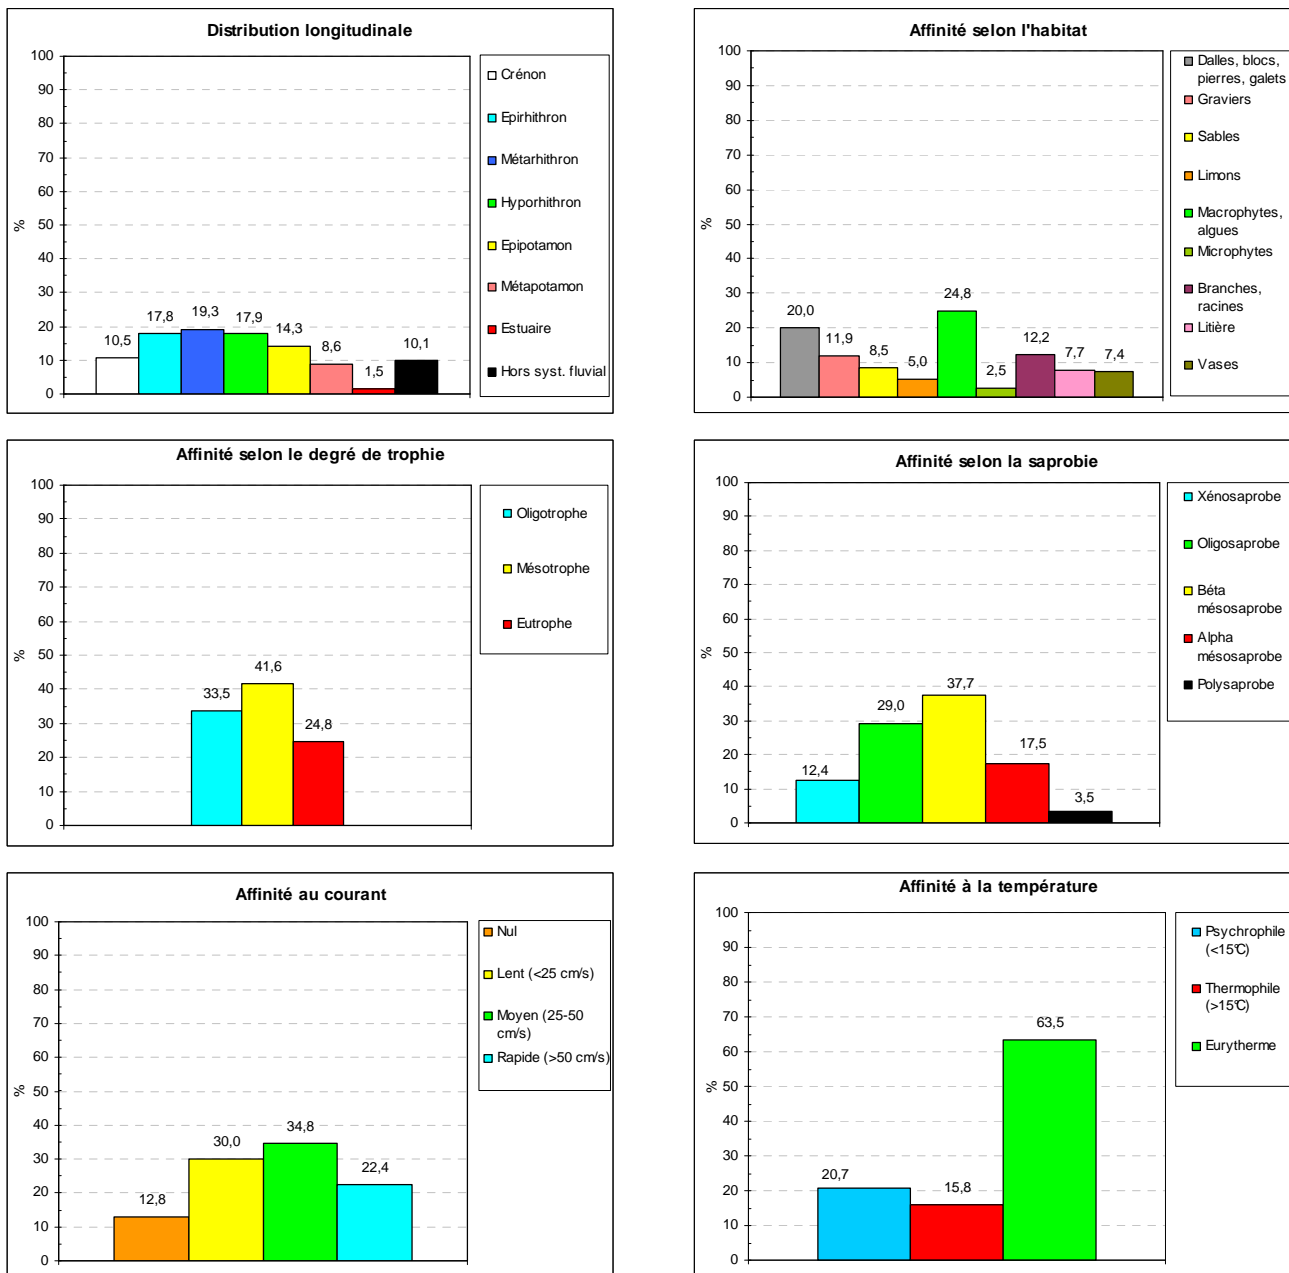 Distribution longitudinale
100
90
80
70
60
50
40
30
20
10
0
%
10,5
17,8
19,3
17,9
14,3
8,6
1,5
10,1
Crénon
Epirhithron
Métarhithron
Hyporhithron
Epipotamon
Métapotamon
Estuaire
Hors syst. fluvial
Affinité selon l'habitat
100
90
80
70
60
50
40
30
20
10
0
%
20,0
11,9
8,5
5,0
24,8
2,5
12,2
7,7
7,4
Dalles, blocs,
pierres, galets
Graviers
Sables
Limons
Macrophytes,
algues
Microphytes
Branches,
racines
Litière
Vases
Affinité selon le degré de trophie
100
90
80
70
60
50
40
30
20
10
0
%
33,5
41,6
24,8
Oligotrophe
Mésotrophe
Eutrophe
Affinité selon la saprobie
100
90
80
70
60
50
40
30
20
10
0
%
12,4
29,0
37,7
17,5
3,5
Xénosaprobe
Oligosaprobe
Béta
mésosaprobe
Alpha
mésosaprobe
Polysaprobe
Affinité au courant
100
90
80
70
60
50
40
30
20
10
0
%
12,8
30,0
34,8
22,4
Nul
Lent (<25 cm/s)
Moyen (25-50
cm/s)
Rapide (>50 cm/s)
Affinité à la température
100
90
80
70
60
50
40
30
20
10
0
%
20,7
15,8
63,5
Psychrophile
(<15°C)
Thermophile
(>15°C)
Eurytherme